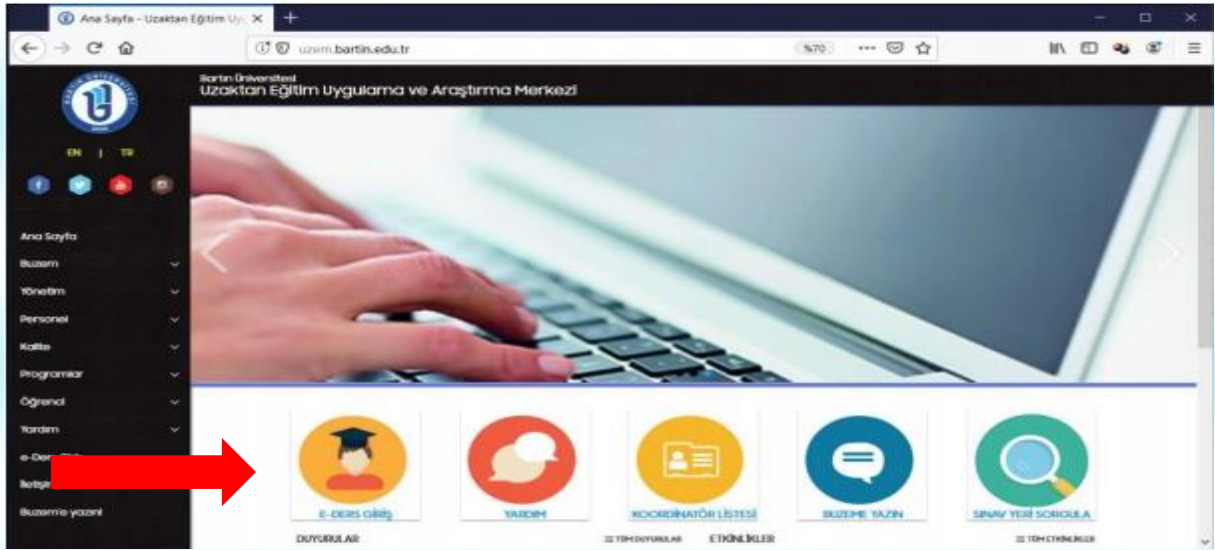 Ana Sayfa - Uzaktan Eğitim Uy
uzem.bartin.edu.tr
%70
Bartın Üniversitesi
Uzaktan Eğitim Uygulama ve Araştırma Merkezi
EN | TR
Ana Sayfa
Buzem
Yönetim
Personel
Kalite
Programlar
Öğrenci
Yardım
Buzem'e yazın!
E-DERS GİRİŞ
YARDIM
KOORDİNATÖR LİSTESİ
BUZEME YAZIN
SINAV YERİ SORGULA
DUYURULAR
TÜM DUYURULAR
ETKİNLİKLER
TÜM ETKİNLİKLER